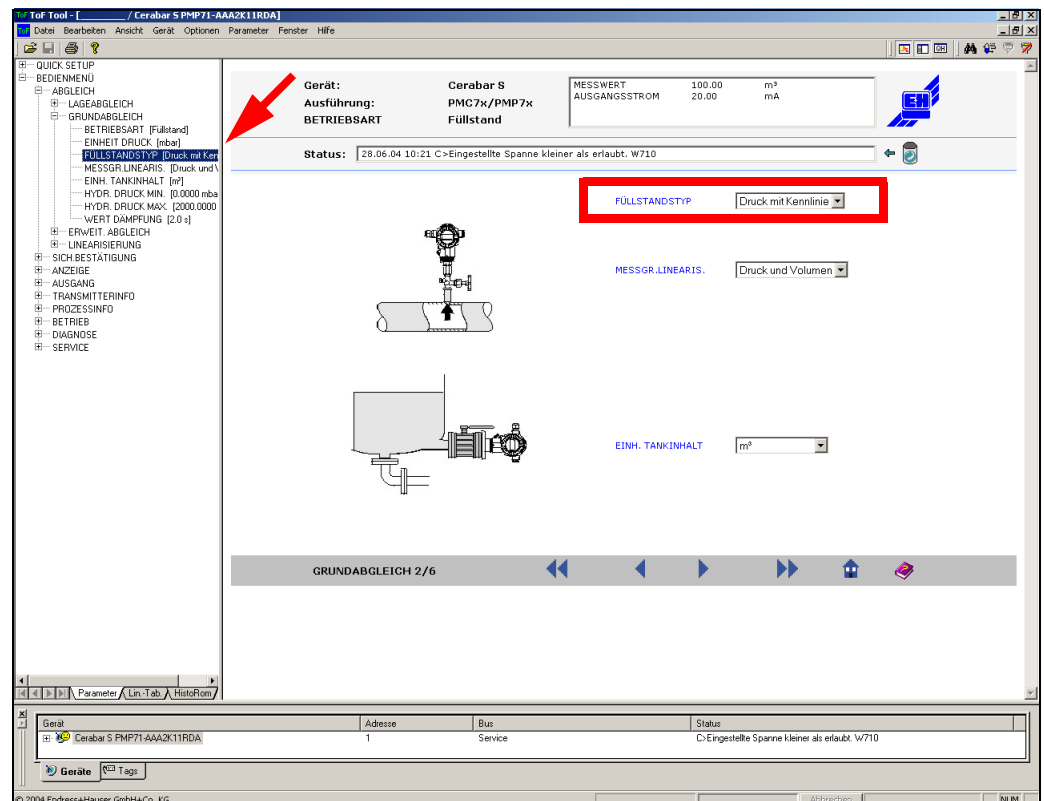 ToF Tool - [ / Cerabar S PMP71-AAA2K11RDA]
Datei Bearbeiten Ansicht Gerät Optionen Parameter Fenster Hilfe
QUICK SETUP
BEDIENMENÜ
ABGLEICH
LAGEABGLEICH
GRUNDABGLEICH
BETRIEBSART [Füllstand]
EINHEIT DRUCK [mbar]
FÜLLSTANDSTYP [Druck mit Ken
MESSGR.LINEARIS. [Druck und V
EINH. TANKINHALT [m³]
HYDR. DRUCK MIN. [0.0000 mba
HYDR. DRUCK MAX. [2000.0000
WERT DÄMPFUNG [2.0 s]
ERWEIT. ABGLEICH
LINEARISIERUNG
SICH.BESTÄTIGUNG
ANZEIGE
AUSGANG
TRANSMITTERINFO
PROZESSINFO
BETRIEB
DIAGNOSE
SERVICE
Parameter Lin.-Tab. HistoRom
Gerät: Cerabar S
Ausführung: PMC7x/PMP7x
BETRIEBSART Füllstand
MESSWERT 100.00 m³
AUSGANGSSTROM 20.00 mA
EH
Status: 28.06.04 10:21 C>Eingestellte Spanne kleiner als erlaubt. W710
FÜLLSTANDSTYP Druck mit Kennlinie
MESSGR.LINEARIS. Druck und Volumen
EINH. TANKINHALT m³
GRUNDABGLEICH 2/6
Gerät Adresse Bus Status
Cerabar S PMP71-AAA2K11RDA 1 Service C>Eingestellte Spanne kleiner als erlaubt. W710
Geräte Tags
© 2004 Endress+Hauser GmbH+Co. KG Abbrechen NUM